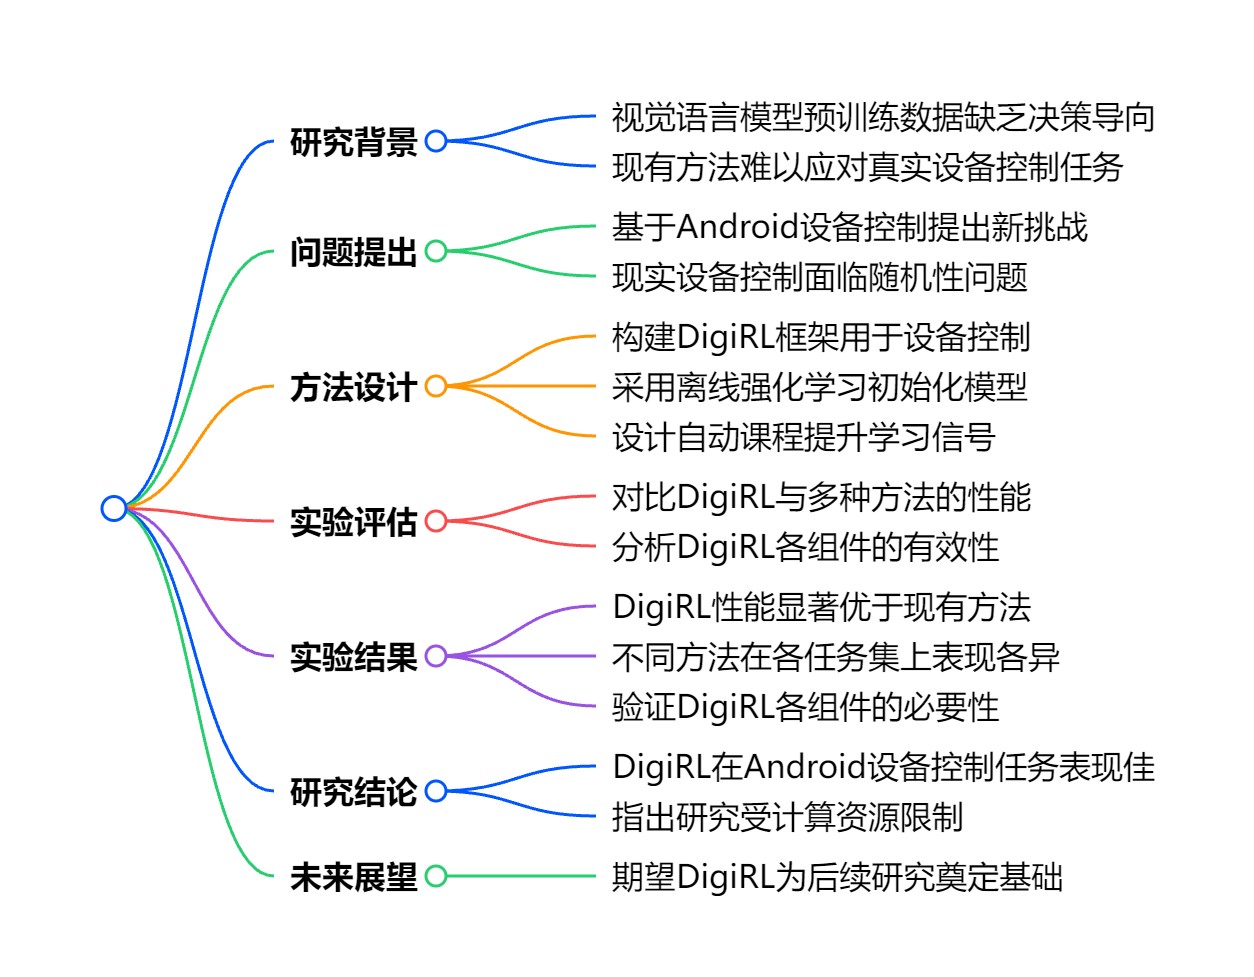 研究背景
视觉语言模型预训练数据缺乏决策导向
现有方法难以应对真实设备控制任务
问题提出
基于Android设备控制提出新挑战
现实设备控制面临随机性问题
方法设计
构建DigiRL框架用于设备控制
采用离线强化学习初始化模型
设计自动课程提升学习信号
实验评估
对比DigiRL与多种方法的性能
分析DigiRL各组件的有效性
实验结果
DigiRL性能显著优于现有方法
不同方法在各任务集上表现各异
验证DigiRL各组件的必要性
研究结论
DigiRL在Android设备控制任务表现佳
指出研究受计算资源限制
未来展望
期望DigiRL为后续研究奠定基础